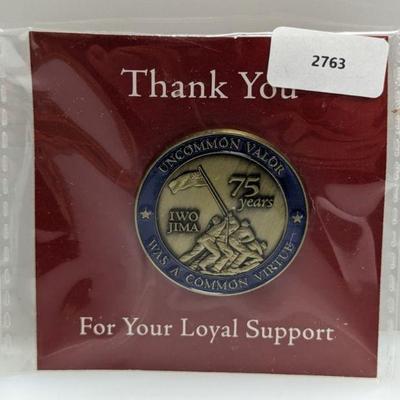 2763
Thank You
UNCOMMON VALOR
75
years
IWO
JIMA
WAS A COMMON VIRTUE
For Your Loyal Support